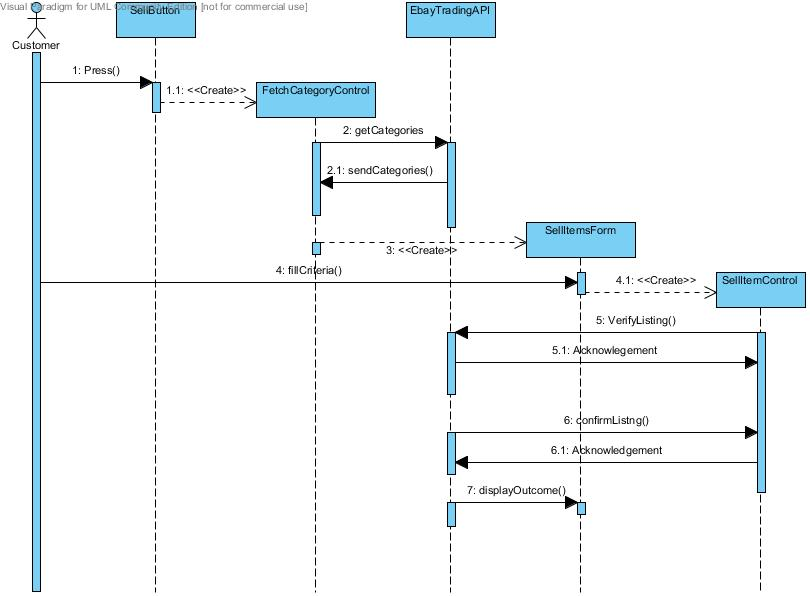 Visual Paradigm for UML Community Edition [not for commercial use]
SellButton
EbayTradingAPI
Customer
1: Press()
1.1: <<Create>>
FetchCategoryControl
2: getCategories
2.1: sendCategories()
SellItemsForm
3: <<Create>>
4: fillCriteria()
4.1: <<Create>>
SellItemControl
5: VerifyListing()
5.1: Acknowlegement
6: confirmListng()
6.1: Acknowledgement
7: displayOutcome()